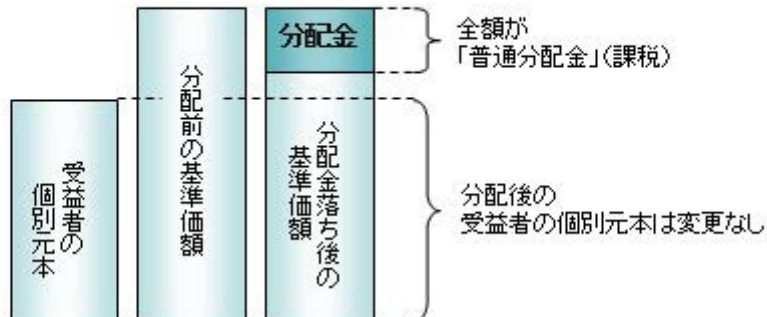 受益者の
個別元本
分配前の基準価額
分配金
分配金落ち後の
基準価額
全額が
「普通分配金」(課税)
分配後の
受益者の個別元本は変更なし